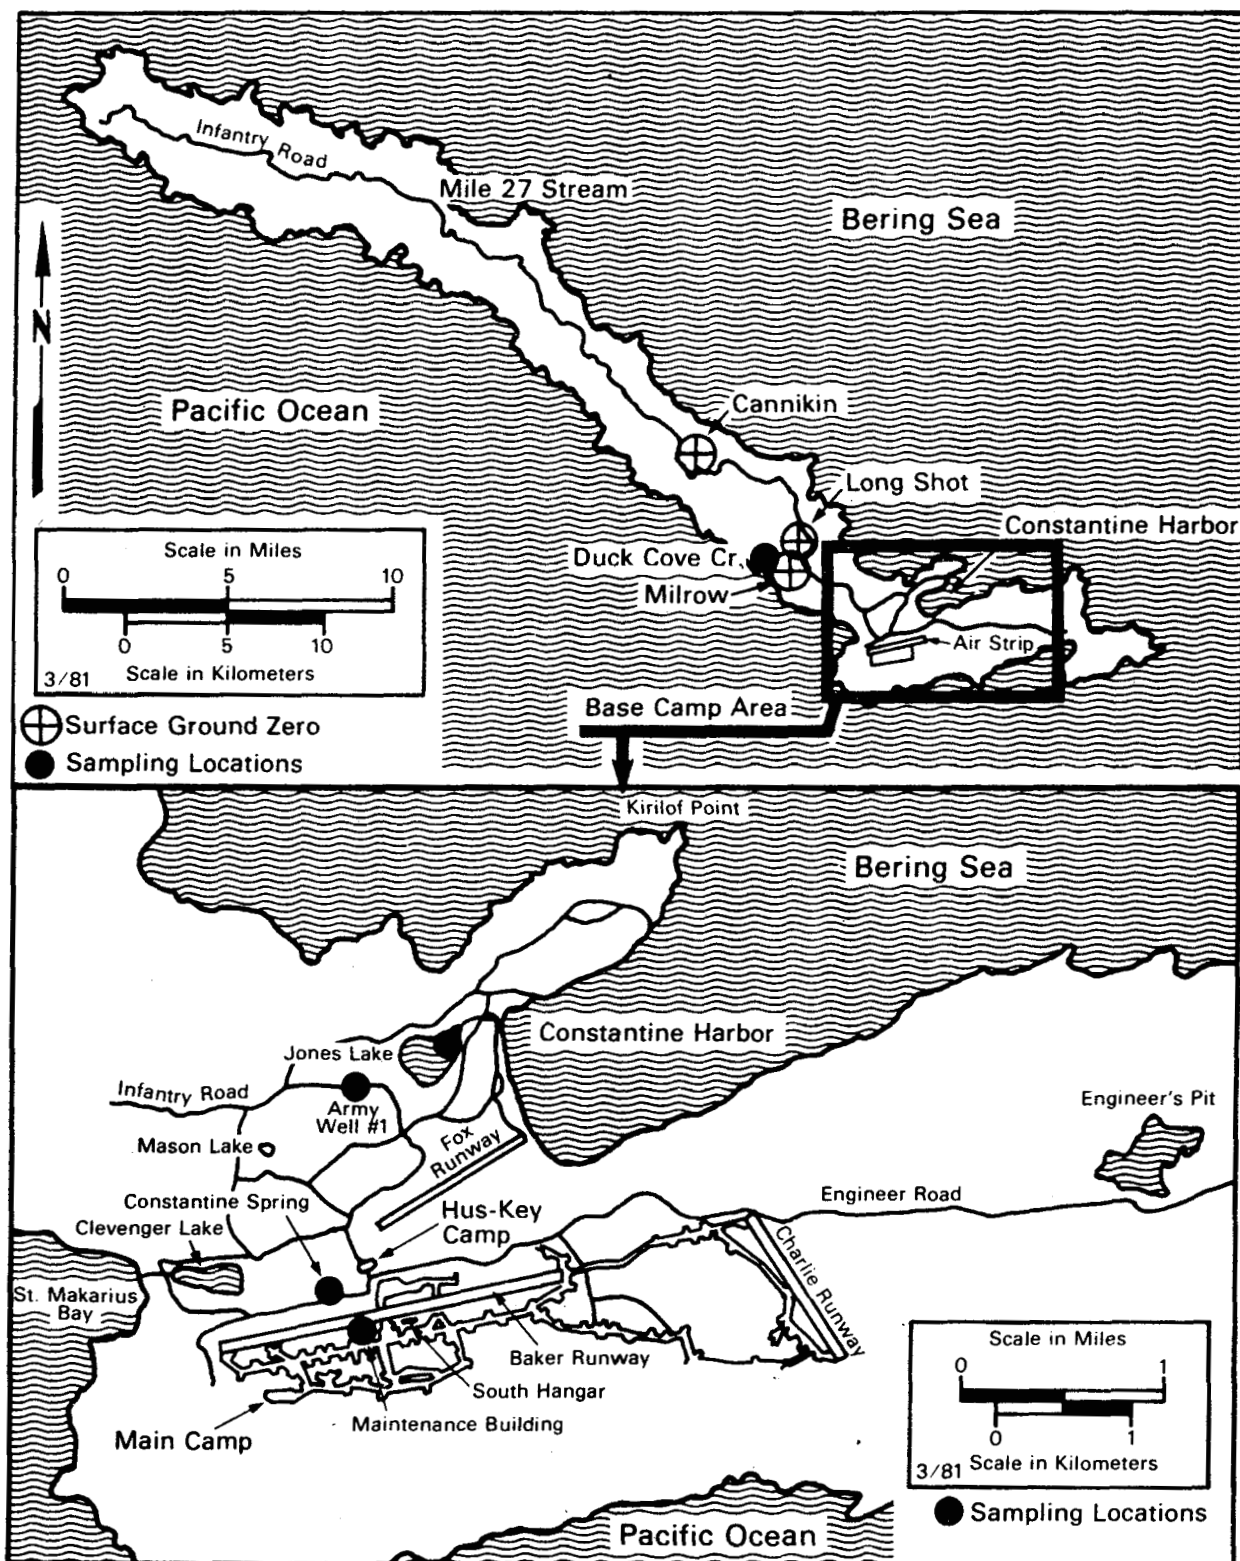 Infantry Road
Mile 27 Stream
Bering Sea
N
Pacific Ocean
Cannikin
Long Shot
Constantine Harbor
Duck Cove Cr.
Milrow
Air Strip
Scale in Miles
0 5 10
0 5 10
Scale in Kilometers
3/81
Base Camp Area
Surface Ground Zero
Sampling Locations
Kirilof Point
Bering Sea
Constantine Harbor
Jones Lake
Infantry Road
Army
Well #1
Engineer's Pit
Mason Lake
Fox
Runway
Constantine Spring
Clevenger Lake
Hus-Key
Camp
Engineer Road
Charlie Runway
St. Makarius
Bay
Baker Runway
South Hangar
Maintenance Building
Main Camp
Scale in Miles
0 1
0 1
Scale in Kilometers
3/81
Sampling Locations
Pacific Ocean